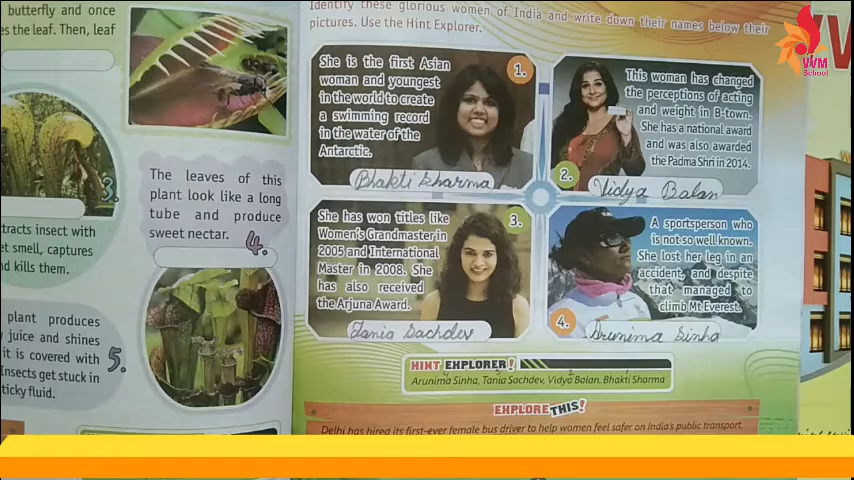 butterfly and once
es the leaf. Then, leaf
3.
tracts insect with
et smell, captures
nd kills them.
The leaves of this
plant look like a long
tube and produce
sweet nectar. 4.
plant produces
juice and shines
it is covered with
Insects get stuck in
ticky fluid.
5.
Identify these glorious women of India and write down their names below their
pictures. Use the Hint Explorer.
She is the first Asian
woman and youngest
in the world to create
a swimming record
in the water of the
Antarctic.
1.
Bhakti Sharma
This woman has changed
the perceptions of acting
and weight in B-town.
She has a national award
and was also awarded
the Padma Shri in 2014.
2.
Vidya Balan
She has won titles like
Women's Grandmaster in
2005 and International
Master in 2008. She
has also received
the Arjuna Award.
3.
Tania Sachdev
A sportsperson who
is not so well known.
She lost her leg in an
accident, and despite
that managed to
climb Mt Everest.
4.
Arunima Sinha
HINT EXPLORER!
Arunima Sinha, Tania Sachdev, Vidya Balan, Bhakti Sharma
EXPLORE THIS!
Delhi has hired its first-ever female bus driver to help women feel safer on India's public transport.
VVM
School